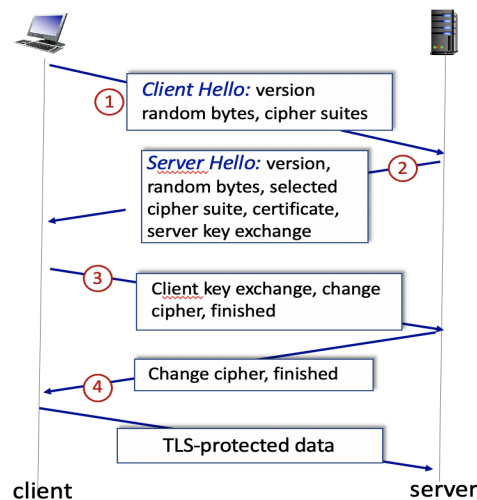 Client Hello: version
random bytes, cipher suites
1
Server Hello: version,
random bytes, selected
cipher suite, certificate,
server key exchange
2
3
Client key exchange, change
cipher, finished
4
Change cipher, finished
TLS-protected data
client
server